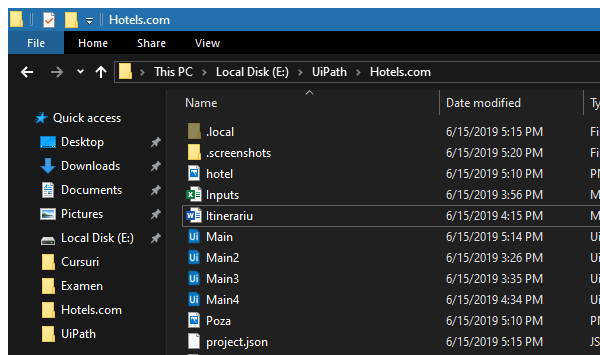 Hotels.com
File Home Share View
This PC > Local Disk (E:) > UiPath > Hotels.com
Name Date modified Ty
Quick access
Desktop
Downloads
Documents
Pictures
Local Disk (E:)
Cursuri
Examen
Hotels.com
UiPath
.local 6/15/2019 5:15 PM Fi
.screenshots 6/15/2019 5:20 PM Fi
hotel 6/15/2019 5:10 PM PN
Inputs 6/15/2019 3:56 PM M
Itinerariu 6/15/2019 4:15 PM M
Ui Main 6/15/2019 5:14 PM Ui
Ui Main2 6/15/2019 3:26 PM Ui
Ui Main3 6/15/2019 3:35 PM Ui
Ui Main4 6/15/2019 4:34 PM Ui
Poza 6/15/2019 5:10 PM PN
project.json 6/15/2019 5:15 PM JS